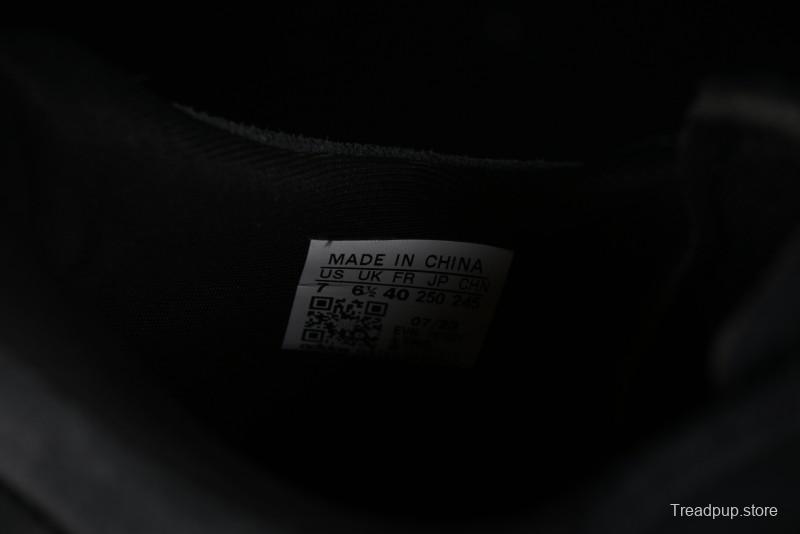 MADE IN CHINA
US UK FR JP CHN
7 6½ 40 250 245
07/23
Treadpup.store